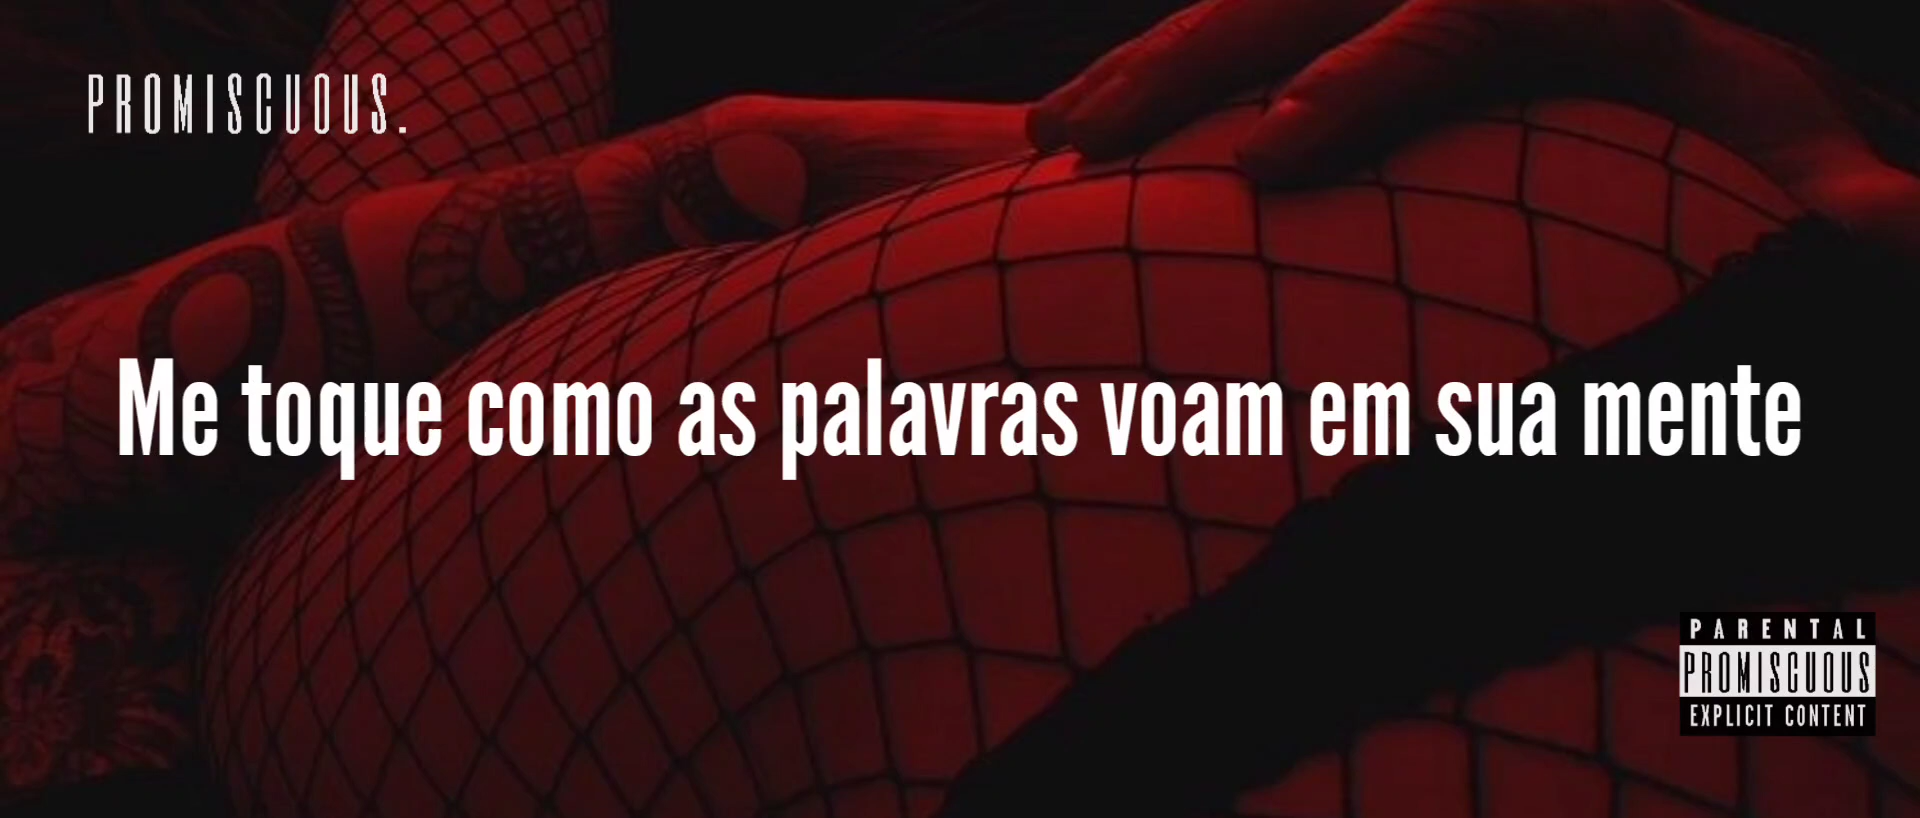 PROMISCUOUS.
Me toque como as palavras voam em sua mente
PARENTAL
PROMISCUOUS
EXPLICIT CONTENT